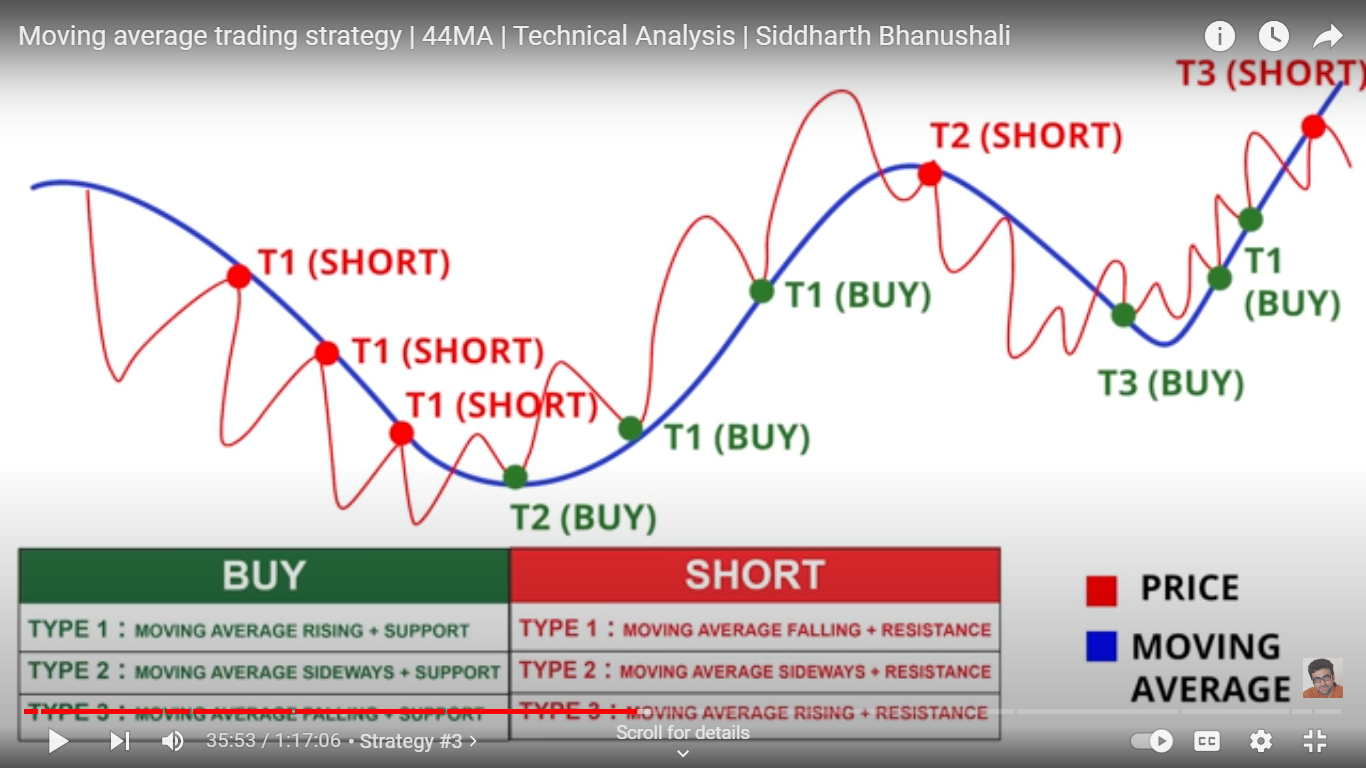 Moving average trading strategy | 44MA | Technical Analysis | Siddharth Bhanushali
T3 (SHORT)
T2 (SHORT)
T1 (SHORT)
T1 (BUY)
T1
(BUY)
T1 (SHORT)
T3 (BUY)
T1 (SHORT)
T1 (BUY)
T2 (BUY)
BUY
SHORT
TYPE 1 : MOVING AVERAGE RISING + SUPPORT
TYPE 1 : MOVING AVERAGE FALLING + RESISTANCE
TYPE 2 : MOVING AVERAGE SIDEWAYS + SUPPORT
TYPE 2 : MOVING AVERAGE SIDEWAYS + RESISTANCE
TYPE 3 : MOVING AVERAGE FALLING + SUPPORT
TYPE 3 : MOVING AVERAGE RISING + RESISTANCE
PRICE
MOVING
AVERAGE
35:53 / 1:17:06 • Strategy #3 >
Scroll for details
CC